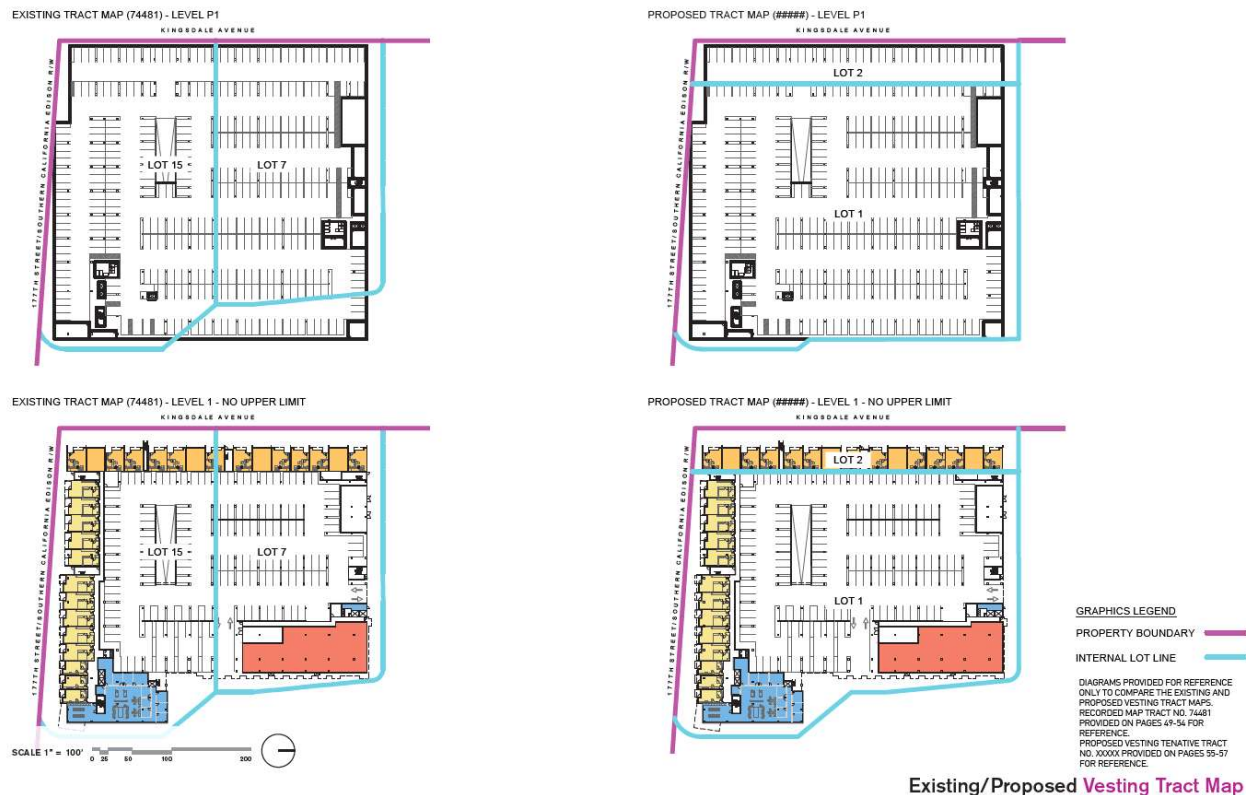 EXISTING TRACT MAP (74481) - LEVEL P1
KINGSDALE AVENUE
177TH STREET/SOUTHERN CALIFORNIA EDISON R/W
LOT 15
LOT 7
PROPOSED TRACT MAP (#####) - LEVEL P1
KINGSDALE AVENUE
177TH STREET/SOUTHERN CALIFORNIA EDISON R/W
LOT 2
LOT 1
EXISTING TRACT MAP (74481) - LEVEL 1 - NO UPPER LIMIT
KINGSDALE AVENUE
177TH STREET/SOUTHERN CALIFORNIA EDISON R/W
LOT 15
LOT 7
SCALE 1" = 100'
0 25 50 100 200
PROPOSED TRACT MAP (#####) - LEVEL 1 - NO UPPER LIMIT
KINGSDALE AVENUE
177TH STREET/SOUTHERN CALIFORNIA EDISON R/W
LOT 2
LOT 1
GRAPHICS LEGEND
PROPERTY BOUNDARY
INTERNAL LOT LINE
DIAGRAMS PROVIDED FOR REFERENCE
ONLY TO COMPARE THE EXISTING AND
PROPOSED VESTING TRACT MAPS.
RECORDED MAP TRACT NO. 74481
PROVIDED ON PAGES 49-54 FOR
REFERENCE.
PROPOSED VESTING TENATIVE TRACT
NO. XXXXX PROVIDED ON PAGES 55-57
FOR REFERENCE.
Existing/Proposed Vesting Tract Map